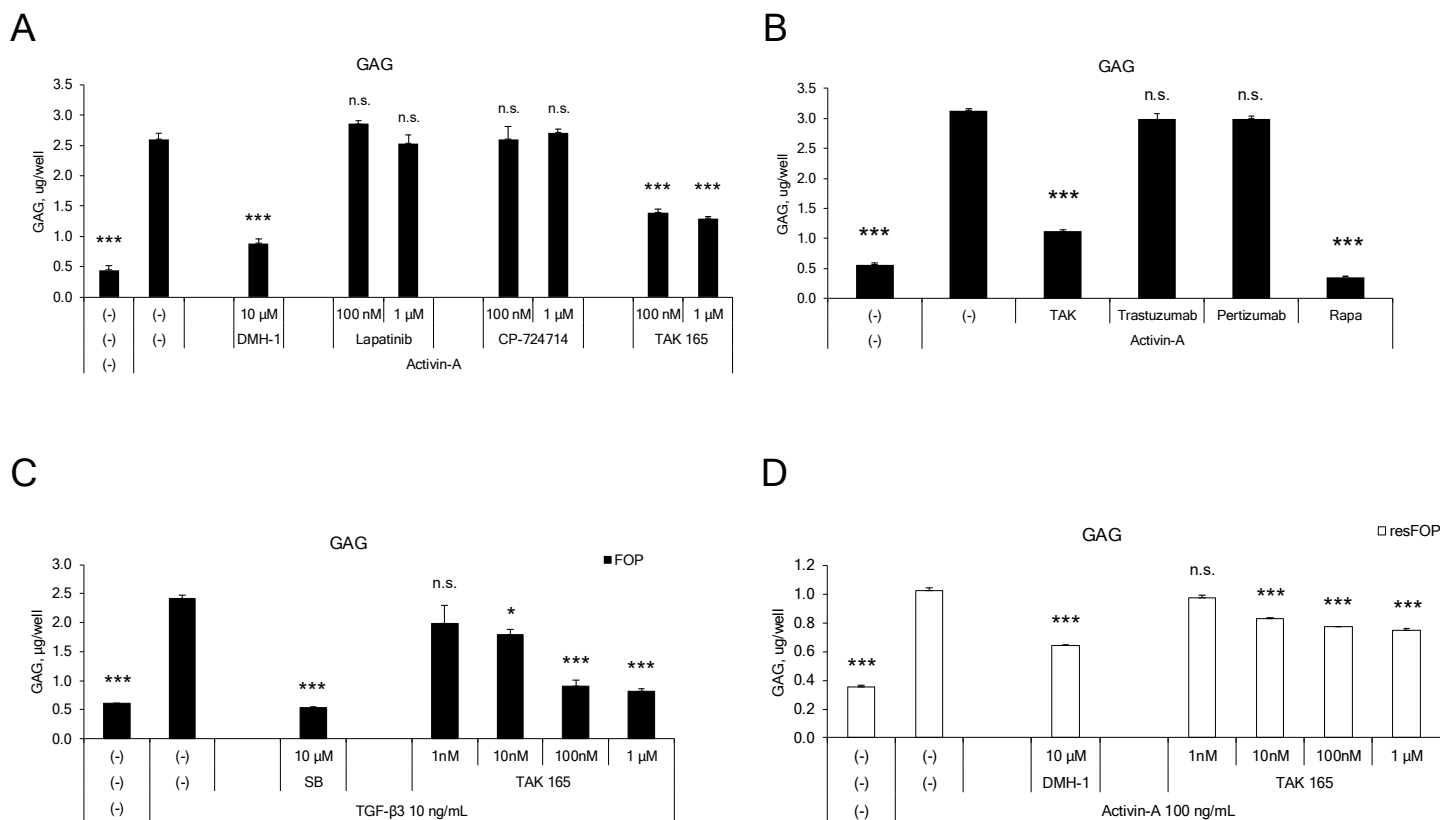 A
GAG
GAG, ug/well
3.5
3.0
2.5
2.0
1.5
1.0
0.5
0.0
***
***
n.s.
n.s.
n.s.
n.s.
***
***
(-) (-) 10 μM 100 nM 1 μM 100 nM 1 μM 100 nM 1 μM
(-) (-) DMH-1 Lapatinib CP-724714 TAK 165
(-) Activin-A
B
GAG
GAG, ug/well
3.5
3.0
2.5
2.0
1.5
1.0
0.5
0.0
***
***
n.s.
n.s.
***
(-) (-) TAK Trastuzumab Pertizumab Rapa
(-) Activin-A
C
GAG
FOP
GAG, μg/well
3.0
2.5
2.0
1.5
1.0
0.5
0.0
***
***
n.s.
*
***
***
(-) (-) 10 μM 1nM 10nM 100nM 1 μM
(-) (-) SB TAK 165
(-) TGF-β3 10 ng/mL
D
GAG
resFOP
GAG, ug/well
1.2
1.0
0.8
0.6
0.4
0.2
0.0
***
***
n.s.
***
***
***
(-) (-) 10 μM 1nM 10nM 100nM 1 μM
(-) (-) DMH-1 TAK 165
(-) Activin-A 100 ng/mL